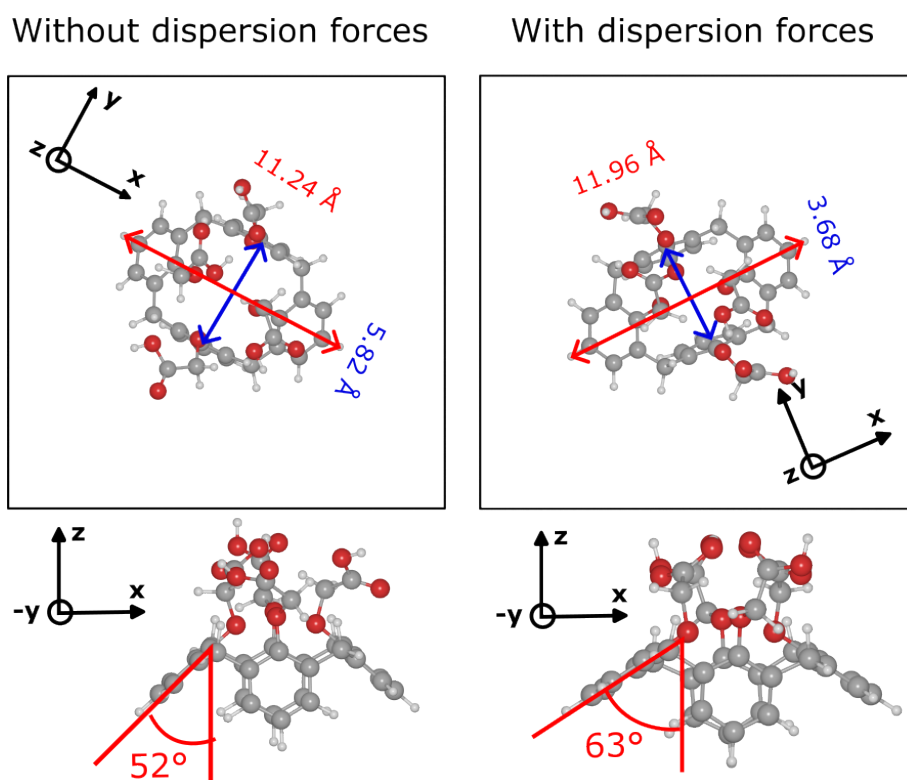 Without dispersion forces
With dispersion forces
y
z
x
11.24 Å
5.82 Å
11.96 Å
3.68 Å
y
x
z
z
x
-y
52°
z
x
-y
63°